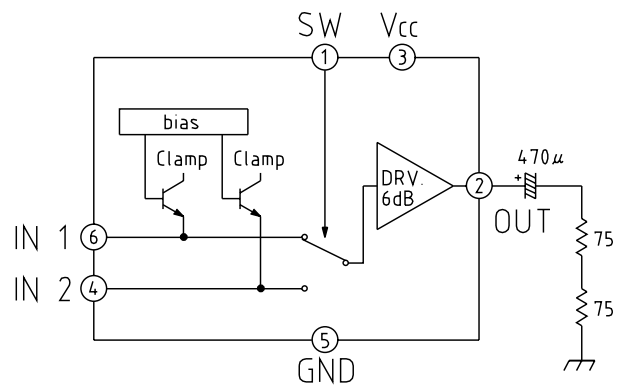 SW Vcc
1 3
bias
Clamp Clamp
470μ
+
DRV.
6dB
2
OUT
IN 1 6
75
IN 2 4
75
5
GND